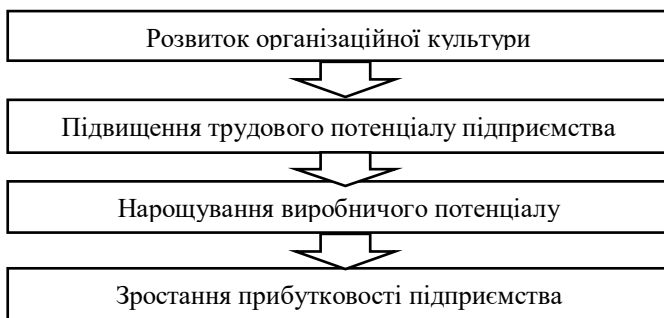 Розвиток організаційної культури
Підвищення трудового потенціалу підприємства
Нарощування виробничого потенціалу
Зростання прибутковості підприємства